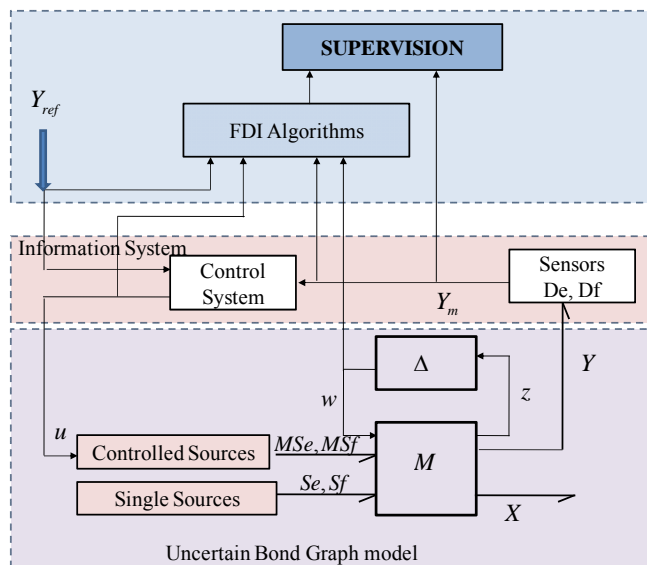 SUPERVISION
Y_ref
FDI Algorithms
Information System
Control
System
Sensors
De, Df
Y_m
Δ
Y
w
z
u
Controlled Sources
MSe, MSf
M
Single Sources
Se, Sf
X
Uncertain Bond Graph model